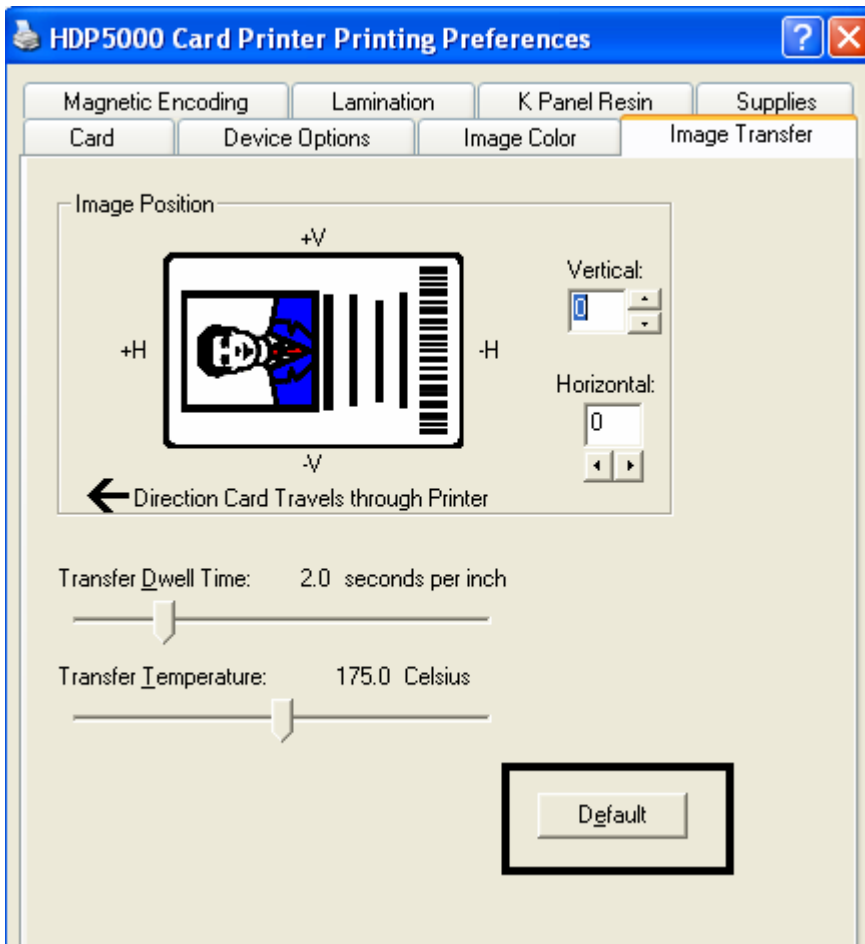 HDP5000 Card Printer Printing Preferences
Magnetic Encoding Lamination K Panel Resin Supplies
Card Device Options Image Color Image Transfer
Image Position
+V
Vertical:
0
+H -H
Horizontal:
0
-V
Direction Card Travels through Printer
Transfer Dwell Time: 2.0 seconds per inch
Transfer Temperature: 175.0 Celsius
Default